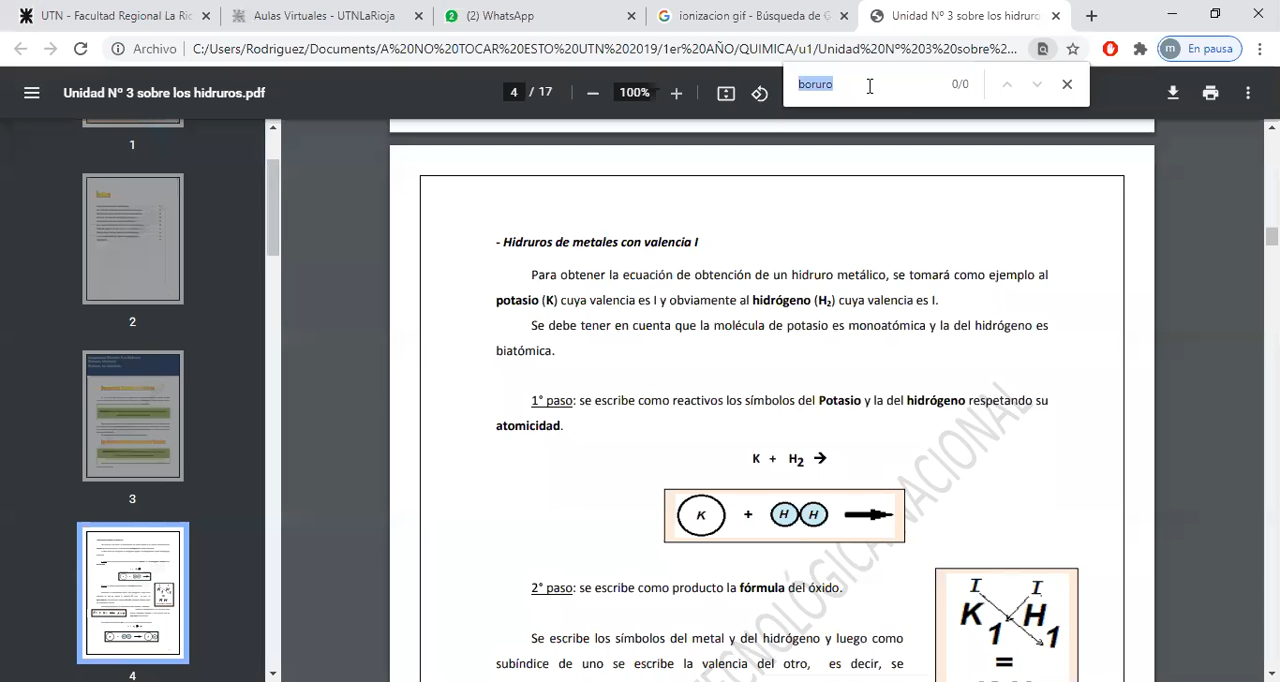 UTN - Facultad Regional La Ri
Aulas Virtuales - UTNLaRioja
(2) WhatsApp
ionizacion gif - Búsqueda de G
Unidad Nº 3 sobre los hidruro
Archivo
C:/Users/Rodriguez/Documents/A%20NO%20TOCAR%20ESTO%20UTN%202019/1er%20AÑO/QUIMICA/u1/Unidad%20Nº%203%20sobre%2...
m En pausa
Unidad Nº 3 sobre los hidruros.pdf
4 / 17
100%
boruro
0/0
1
2
3
4
- Hidruros de metales con valencia I
Para obtener la ecuación de obtención de un hidruro metálico, se tomará como ejemplo al
potasio (K) cuya valencia es I y obviamente al hidrógeno (H₂) cuya valencia es I.
Se debe tener en cuenta que la molécula de potasio es monoatómica y la del hidrógeno es
biatómica.
1° paso: se escribe como reactivos los símbolos del Potasio y la del hidrógeno respetando su
atomicidad.
K + H₂ →
K + H H
2° paso: se escribe como producto la fórmula del compuesto:
Se escribe los símbolos del metal y del hidrógeno y luego como
subíndice de uno se escribe la valencia del otro, es decir, se
I I
K₁ H₁
=
TECNOLÓGICA NACIONAL